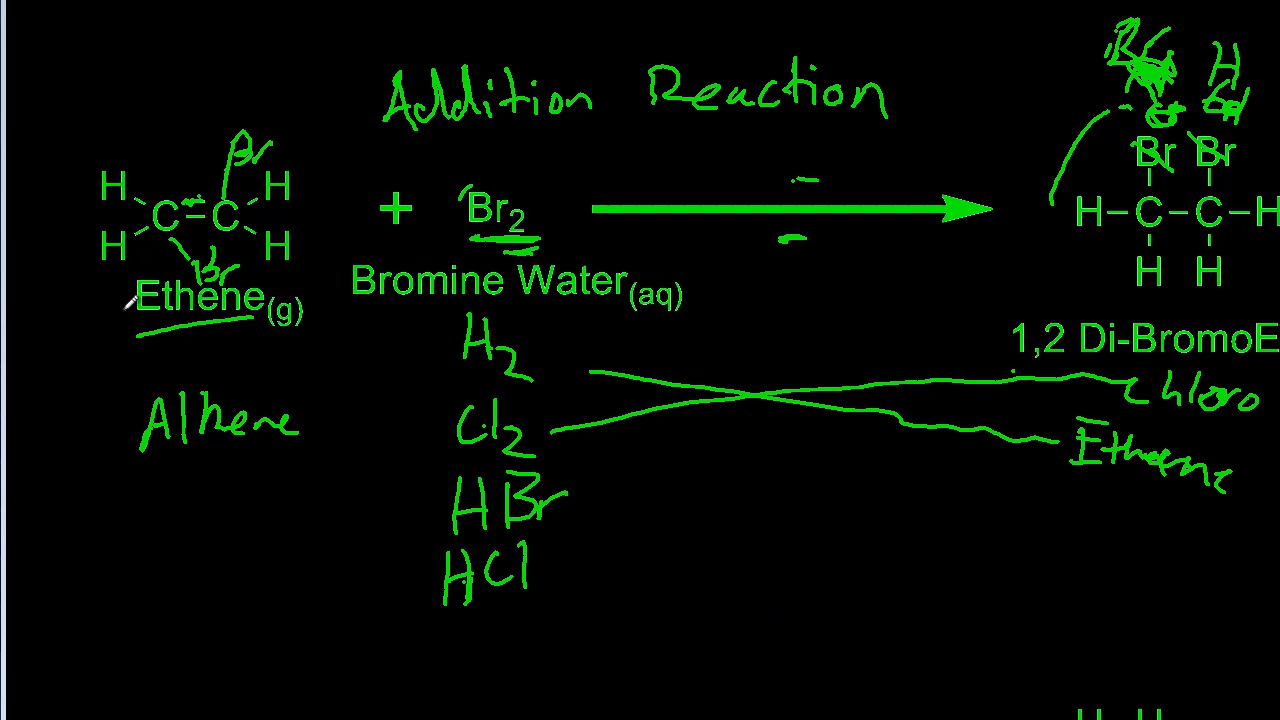 Addition Reaction
Br
H H H
C=C + Br2 Br Br
H H H-C-C-H
Br H H
Ethene(g) Bromine Water(aq)
H2 1,2 Di-BromoE
Alkene Cl2 Chloro
Ethane
HBr
HCl
H H